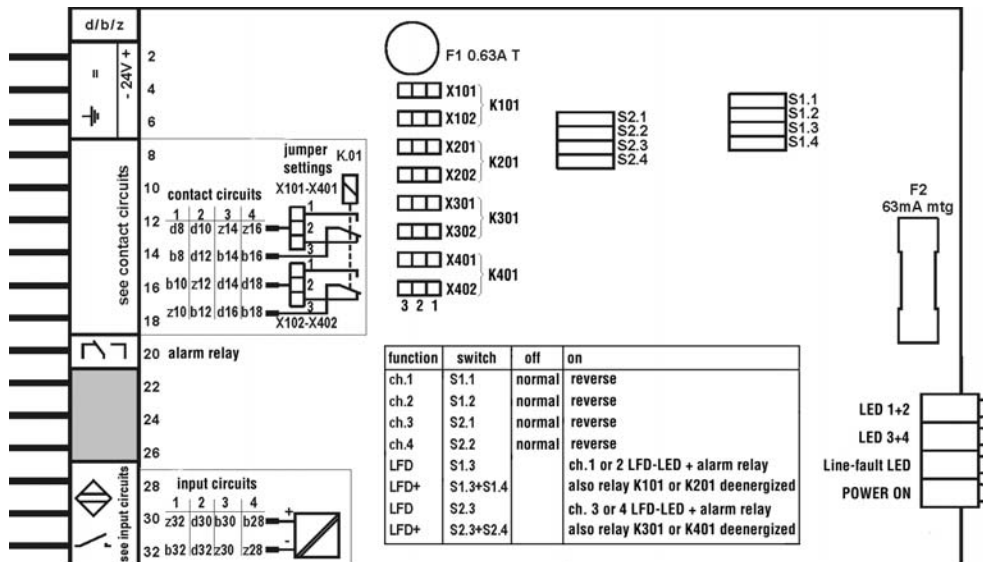 d/b/z
= - 24V +
2
4
6
8
10
12
14
16
18
20 alarm relay
22
24
26
28
30
32
see contact circuits
see input circuits
jumper settings
K.01
X101-X401
contact circuits
1 2 3 4
d8 d10 z14 z16
b8 d12 b14 b16
b10 z12 d14 d18
z10 b12 d16 b18
1
2
3
1
2
3
X102-X402
input circuits
1 2 3 4
z32 d30 b30 b28 +
b32 d32 z30 z28 -
F1 0.63A T
X101
X102
K101
X201
X202
K201
X301
X302
K301
X401
X402
K401
3 2 1
S2.1
S2.2
S2.3
S2.4
S1.1
S1.2
S1.3
S1.4
F2
63mA mtg
function switch off on
ch.1 S1.1 normal reverse
ch.2 S1.2 normal reverse
ch.3 S2.1 normal reverse
ch.4 S2.2 normal reverse
LFD S1.3 ch.1 or 2 LFD-LED + alarm relay
LFD+ S1.3+S1.4 also relay K101 or K201 deenergized
LFD S2.3 ch. 3 or 4 LFD-LED + alarm relay
LFD+ S2.3+S2.4 also relay K301 or K401 deenergized
LED 1+2
LED 3+4
Line-fault LED
POWER ON